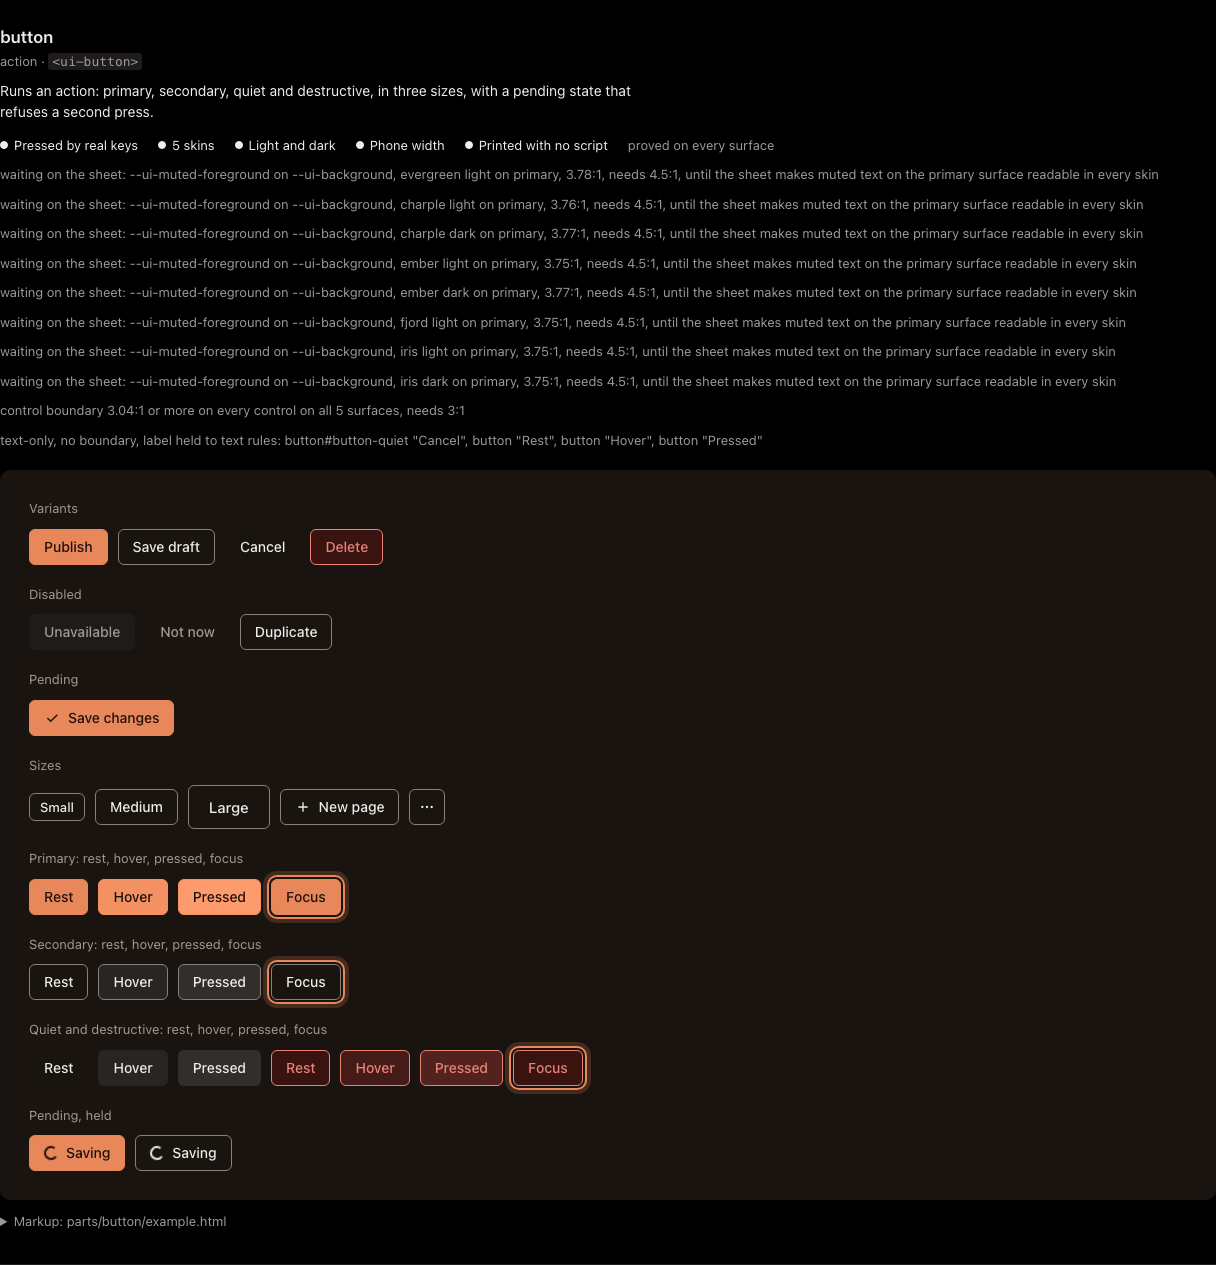 button
action · <ui-button>
Runs an action: primary, secondary, quiet and destructive, in three sizes, with a pending state that
refuses a second press.
Pressed by real keys 5 skins Light and dark Phone width Printed with no script proved on every surface
waiting on the sheet: --ui-muted-foreground on --ui-background, evergreen light on primary, 3.78:1, needs 4.5:1, until the sheet makes muted text on the primary surface readable in every skin
waiting on the sheet: --ui-muted-foreground on --ui-background, charple light on primary, 3.76:1, needs 4.5:1, until the sheet makes muted text on the primary surface readable in every skin
waiting on the sheet: --ui-muted-foreground on --ui-background, charple dark on primary, 3.77:1, needs 4.5:1, until the sheet makes muted text on the primary surface readable in every skin
waiting on the sheet: --ui-muted-foreground on --ui-background, ember light on primary, 3.75:1, needs 4.5:1, until the sheet makes muted text on the primary surface readable in every skin
waiting on the sheet: --ui-muted-foreground on --ui-background, ember dark on primary, 3.77:1, needs 4.5:1, until the sheet makes muted text on the primary surface readable in every skin
waiting on the sheet: --ui-muted-foreground on --ui-background, fjord light on primary, 3.75:1, needs 4.5:1, until the sheet makes muted text on the primary surface readable in every skin
waiting on the sheet: --ui-muted-foreground on --ui-background, iris light on primary, 3.75:1, needs 4.5:1, until the sheet makes muted text on the primary surface readable in every skin
waiting on the sheet: --ui-muted-foreground on --ui-background, iris dark on primary, 3.75:1, needs 4.5:1, until the sheet makes muted text on the primary surface readable in every skin
control boundary 3.04:1 or more on every control on all 5 surfaces, needs 3:1
text-only, no boundary, label held to text rules: button#button-quiet "Cancel", button "Rest", button "Hover", button "Pressed"
Variants
Publish Save draft Cancel Delete
Disabled
Unavailable Not now Duplicate
Pending
Save changes
Sizes
Small Medium Large New page
Primary: rest, hover, pressed, focus
Rest Hover Pressed Focus
Secondary: rest, hover, pressed, focus
Rest Hover Pressed Focus
Quiet and destructive: rest, hover, pressed, focus
Rest Hover Pressed Rest Hover Pressed Focus
Pending, held
Saving Saving
Markup: parts/button/example.html